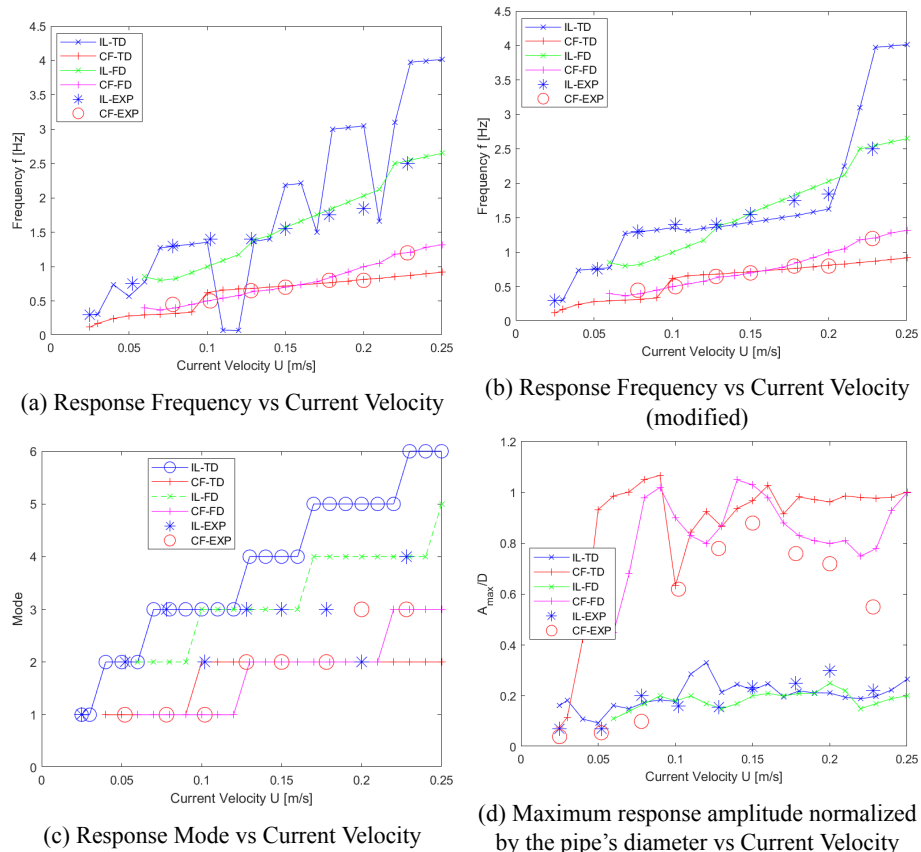 4.5
4
3.5
3
2.5
2
1.5
1
0.5
0
Frequency f [Hz]
IL-TD
CF-TD
IL-FD
CF-FD
IL-EXP
CF-EXP
0 0.05 0.1 0.15 0.2 0.25
Current Velocity U [m/s]
(a) Response Frequency vs Current Velocity
4.5
4
3.5
3
2.5
2
1.5
1
0.5
0
Frequency f [Hz]
IL-TD
CF-TD
IL-FD
CF-FD
IL-EXP
CF-EXP
0 0.05 0.1 0.15 0.2 0.25
Current Velocity U [m/s]
(b) Response Frequency vs Current Velocity
(modified)
6
5
4
3
2
1
0
Mode
IL-TD
CF-TD
IL-FD
CF-FD
IL-EXP
CF-EXP
0 0.05 0.1 0.15 0.2 0.25
Current Velocity U [m/s]
(c) Response Mode vs Current Velocity
1.2
1
0.8
0.6
0.4
0.2
0
A_max/D
IL-TD
CF-TD
IL-FD
CF-FD
IL-EXP
CF-EXP
0 0.05 0.1 0.15 0.2 0.25
Current Velocity U [m/s]
(d) Maximum response amplitude normalized
by the pipe's diameter vs Current Velocity